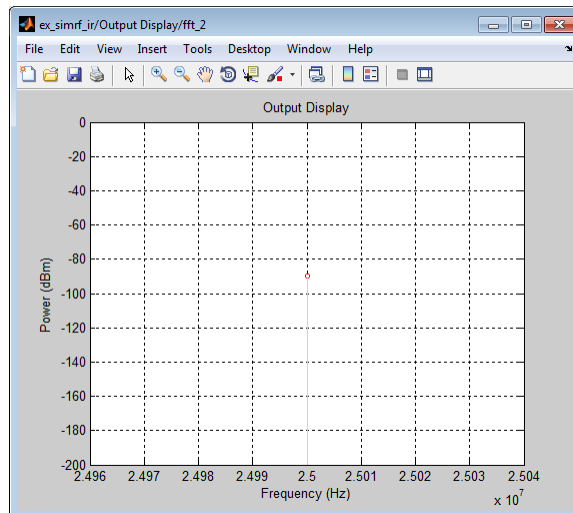 ex_simrf_ir/Output Display/fft_2
File Edit View Insert Tools Desktop Window Help
Output Display
0
-20
-40
-60
-80
-100
-120
-140
-160
-180
-200
Power (dBm)
2.496 2.497 2.498 2.499 2.5 2.501 2.502 2.503 2.504
Frequency (Hz)
x 10^7